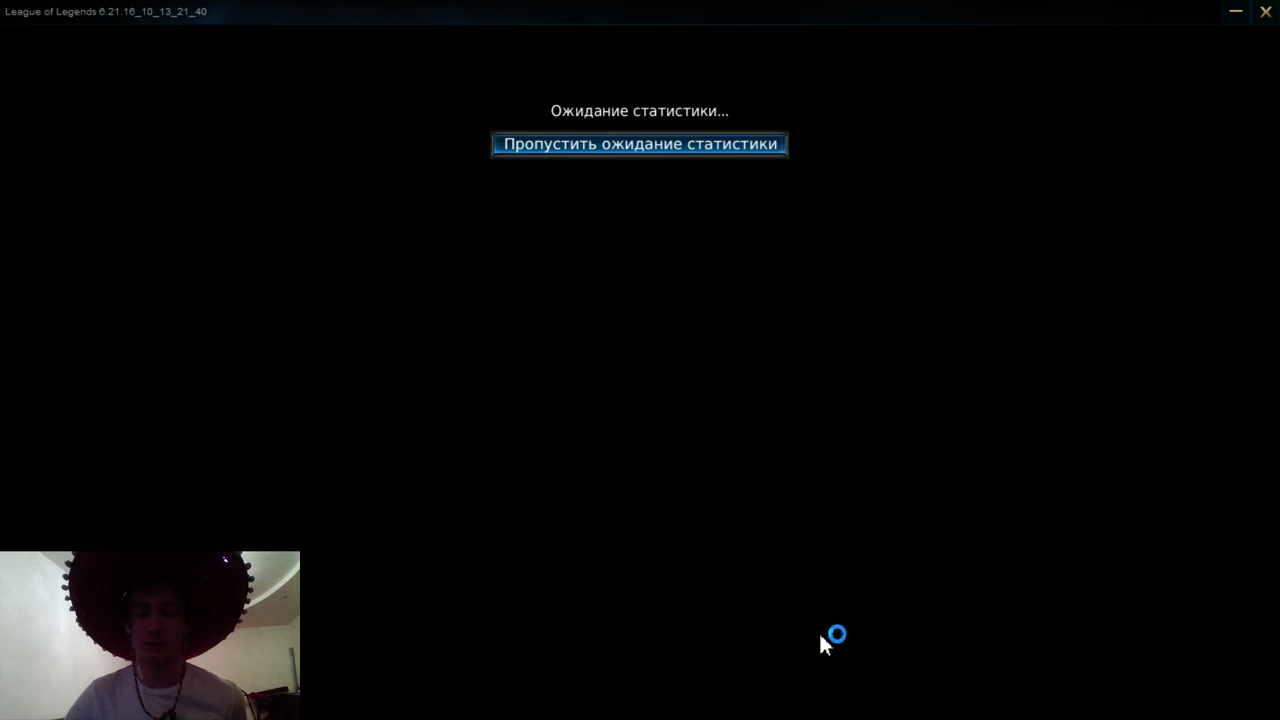 League of Legends 6.21.16_10_13_21_40
Ожидание статистики...
Пропустить ожидание статистики